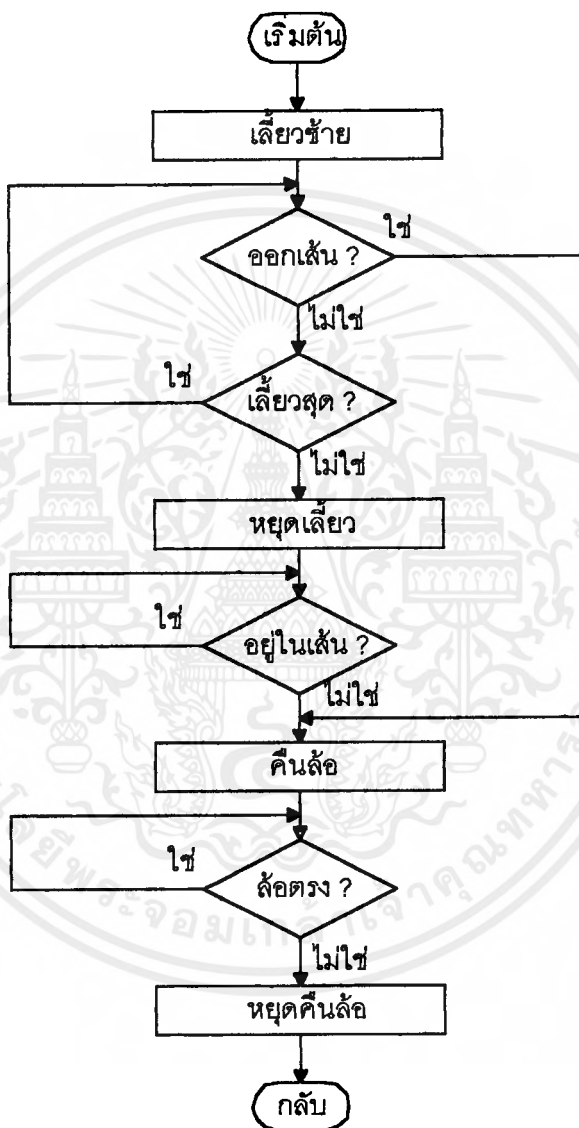 เริ่มต้น
เลี้ยวซ้าย
ออกเส้น ?
ใช่
ไม่ใช่
เลี้ยวสุด ?
ใช่
ไม่ใช่
หยุดเลี้ยว
อยู่ในเส้น ?
ใช่
ไม่ใช่
คืนล้อ
ล้อตรง ?
ใช่
ไม่ใช่
หยุดคืนล้อ
กลับ